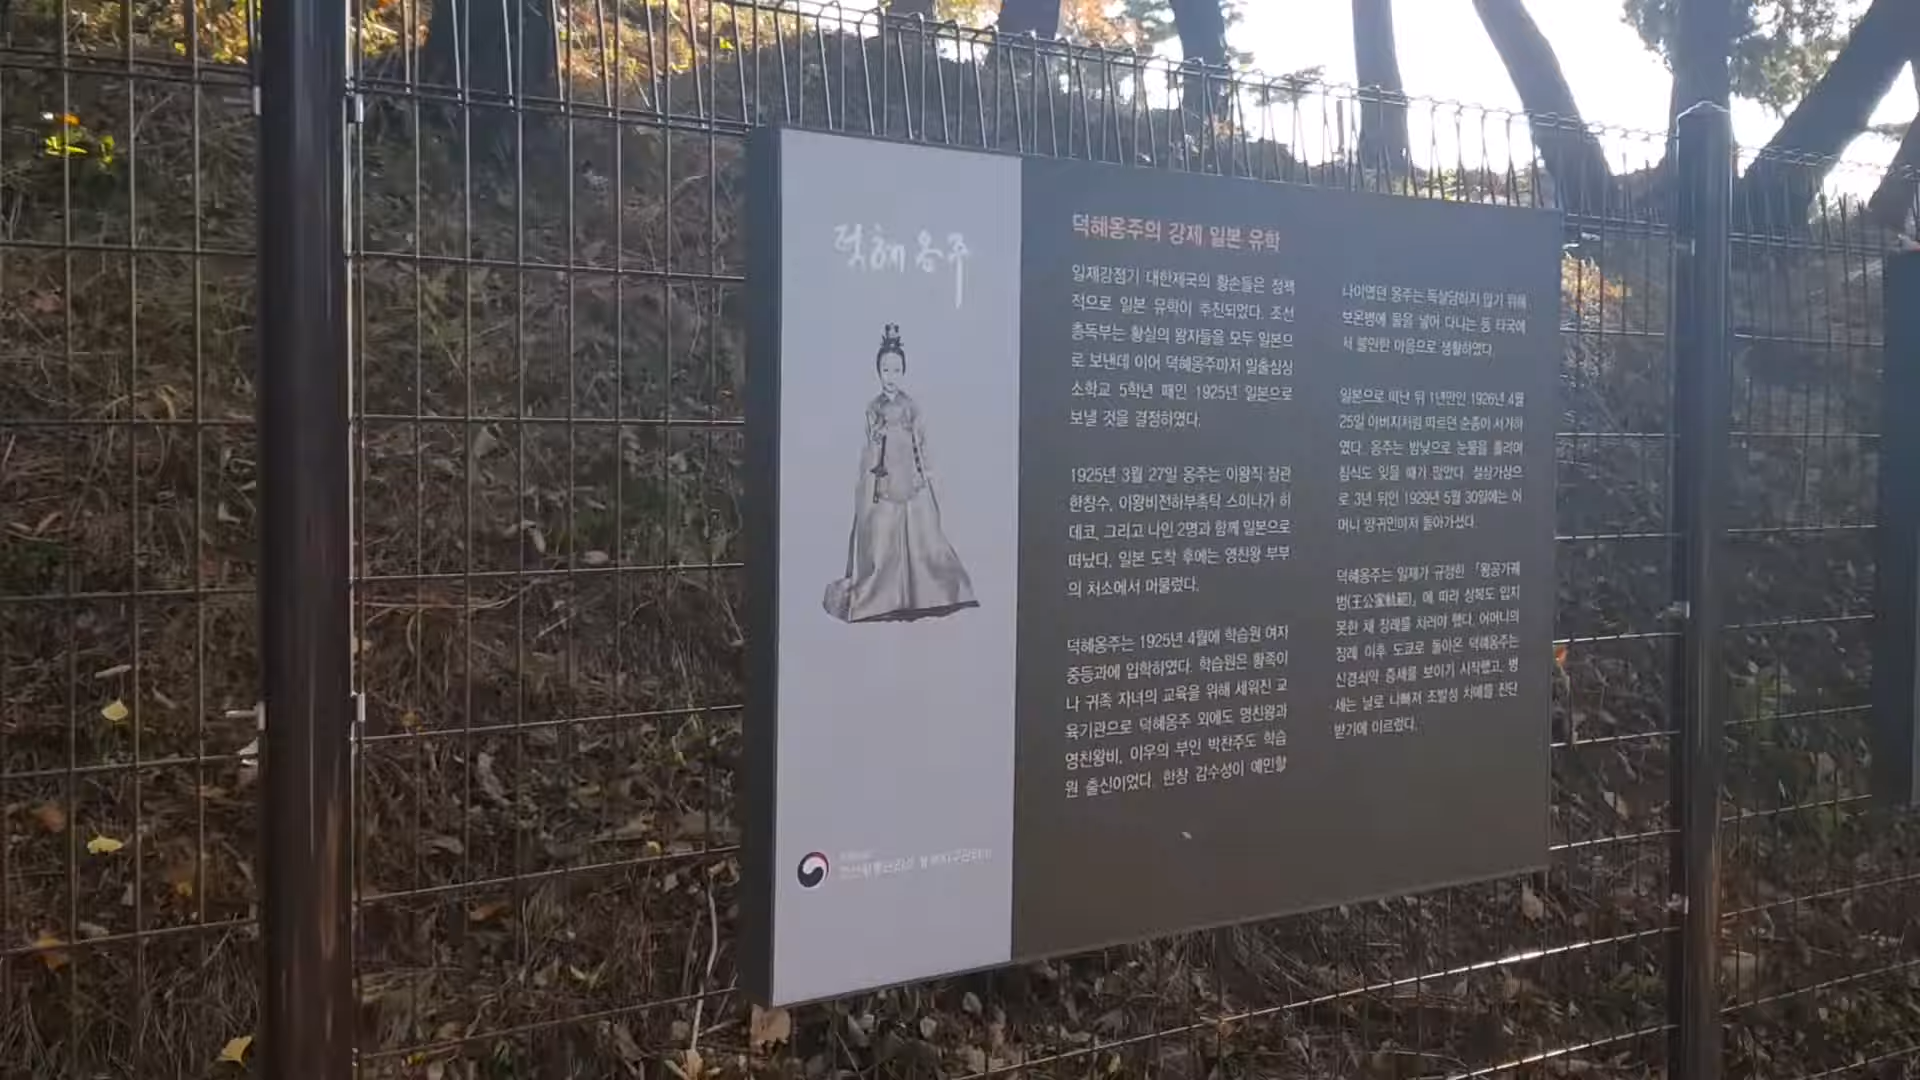 덕혜옹주
덕혜옹주의 강제 일본 유학
일제강점기 대한제국의 황손들은 정책
적으로 일본 유학이 추진되었다. 조선
총독부는 황실의 왕자들을 모두 일본으
로 보낸데 이어 덕혜옹주마저 일출심상
소학교 5학년 때인 1925년 일본으로
보낼 것을 결정하였다.
1925년 3월 27일 옹주는 이왕직 장관
한창수, 이왕비전하부촉탁 스미나가 히
데코, 그리고 나인 2명과 함께 일본으로
떠났다. 일본 도착 후에는 영친왕 부부
의 처소에서 머물렀다.
덕혜옹주는 1925년 4월에 학습원 여자
중등과에 입학하였다. 학습원은 황족이
나 귀족 자녀의 교육을 위해 세워진 교
육기관으로 덕혜옹주 외에도 영친왕과
영친왕비, 이우의 부인 박찬주도 학습
원 출신이었다. 한창 감수성이 예민할
나이였던 옹주는 독살당하지 않기 위해
보온병에 물을 넣어 다니는 등 타국에
서 불안한 마음으로 생활하였다.
일본으로 떠난 뒤 1년만인 1926년 4월
25일 아버지처럼 따르던 순종이 서거하
였다. 옹주는 밤낮으로 눈물을 흘리며
침식도 잊을 때가 많았다. 설상가상으
로 3년 뒤인 1929년 5월 30일에는 어
머니 양귀인마저 돌아가셨다.
덕혜옹주는 일제가 규정한 「왕공가궤
범(王公家軌範)」에 따라 상복도 입지
못한 채 장례를 치러야 했다. 어머니의
장례 이후 도쿄로 돌아온 덕혜옹주는
신경쇠약 증세를 보이기 시작했고, 병
세는 날로 나빠져 조발성 치매를 진단
받기에 이르렀다.